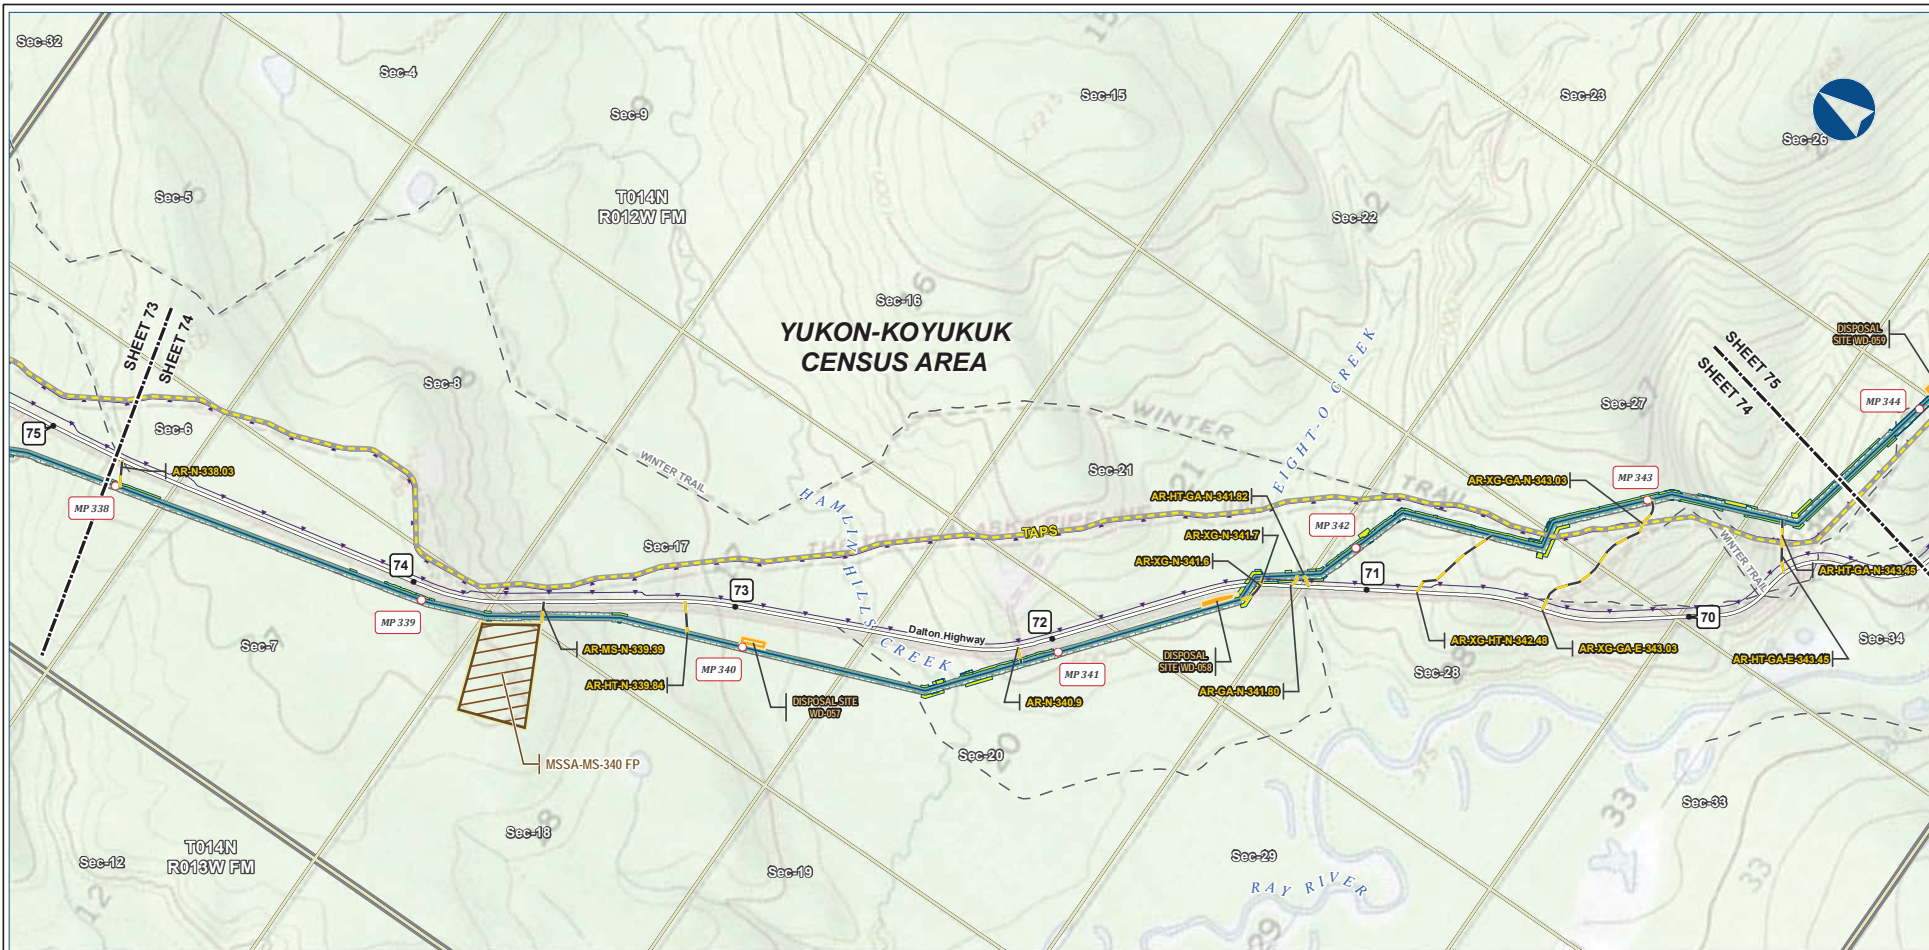 Sec-32
Sec-4
Sec-9
Sec-15
Sec-23
Sec-26
Sec-5
T014N
R012W FM
Sec-22
Sec-16
YUKON-KOYUKUK
CENSUS AREA
SHEET 73
SHEET 74
Sec-8
Sec-6
75
AR-N-338.03
MP 338
WINTER TRAIL
WINTER
TRAIL
HAMLIN HILLS CREEK
EIGHT-O CREEK
Sec-21
Sec-27
SHEET 75
SHEET 74
DISPOSAL
SITE WD-059
MP 344
AR-HT-GA-N-341.82
AR-XG-GA-N-343.03
MP 343
MP 342
TAPS
AR-XG-N-341.7
AR-XG-N-341.6
Sec-17
74
73
72
71
70
Dalton Highway
WINTER TRAIL
AR-HT-GA-N-343.45
MP 339
Sec-7
AR-MS-N-339.39
AR-HT-N-339.84
MP 340
DISPOSAL SITE
WD-057
MP 341
AR-N-340.9
DISPOSAL
SITE WD-058
AR-GA-N-341.80
AR-XG-HT-N-342.48
AR-XG-GA-E-343.03
AR-HT-GA-E-343.45
Sec-34
Sec-28
MSSA-MS-340 FP
Sec-20
Sec-33
33
33
Sec-18
18
T014N
R013W FM
Sec-12
12
Sec-19
Sec-29
29
20
RAY RIVER